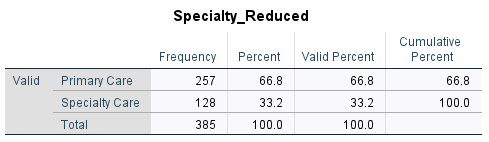 Specialty_Reduced
Frequency Percent Valid Percent Cumulative Percent
Valid Primary Care 257 66.8 66.8 66.8
Specialty Care 128 33.2 33.2 100.0
Total 385 100.0 100.0